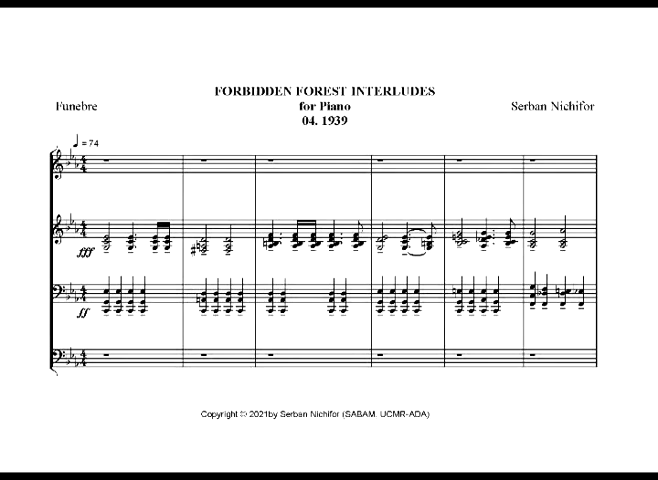 FORBIDDEN FOREST INTERLUDES
Funebre for Piano Serban Nichifor
04. 1939
= 74
fff
ff
Copyright © 2021by Serban Nichifor (SABAM, UCMR-ADA)